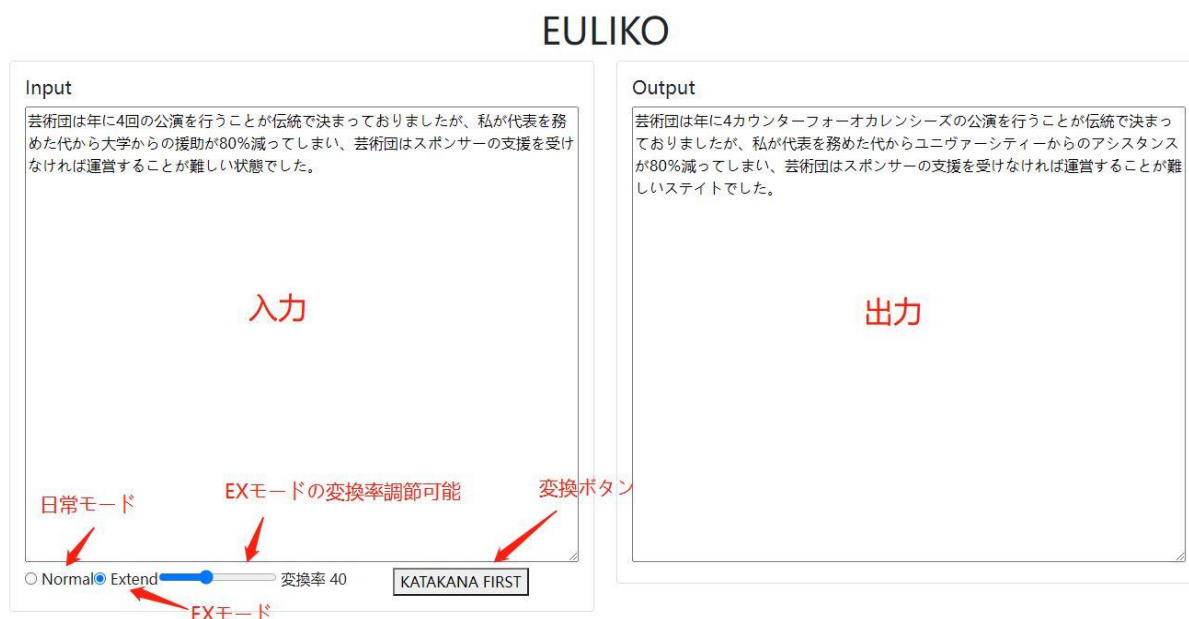 EULIKO
Input
芸術団は年に4回の公演を行うことが伝統で決まっておりましたが、私が代表を務
めた代から大学からの援助が80%減ってしまい、芸術団はスポンサーの支援を受け
なければ運営することが難しい状態でした。
入力
日常モード
EXモードの変換率調節可能
変換ボタン
Normal Extend 変換率 40 KATAKANA FIRST
EXモード
Output
芸術団は年に4カウンターフォーオカレンシーズの公演を行うことが伝統で決まっ
ておりましたが、私が代表を務めた代からユニヴァーシティーからのアシスタンス
が80%減ってしまい、芸術団はスポンサーの支援を受けなければ運営することが難
しいステイトでした。
出力